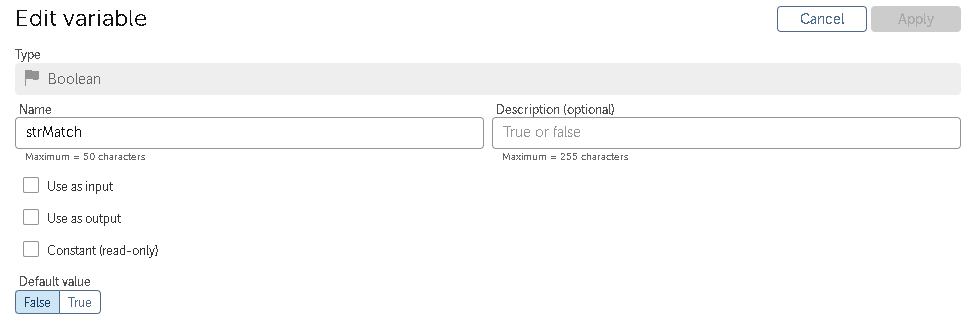 Edit variable
Cancel
Apply
Type
Boolean
Name
Description (optional)
strMatch
True or false
Maximum = 50 characters
Maximum = 255 characters
Use as input
Use as output
Constant (read-only)
Default value
False
True